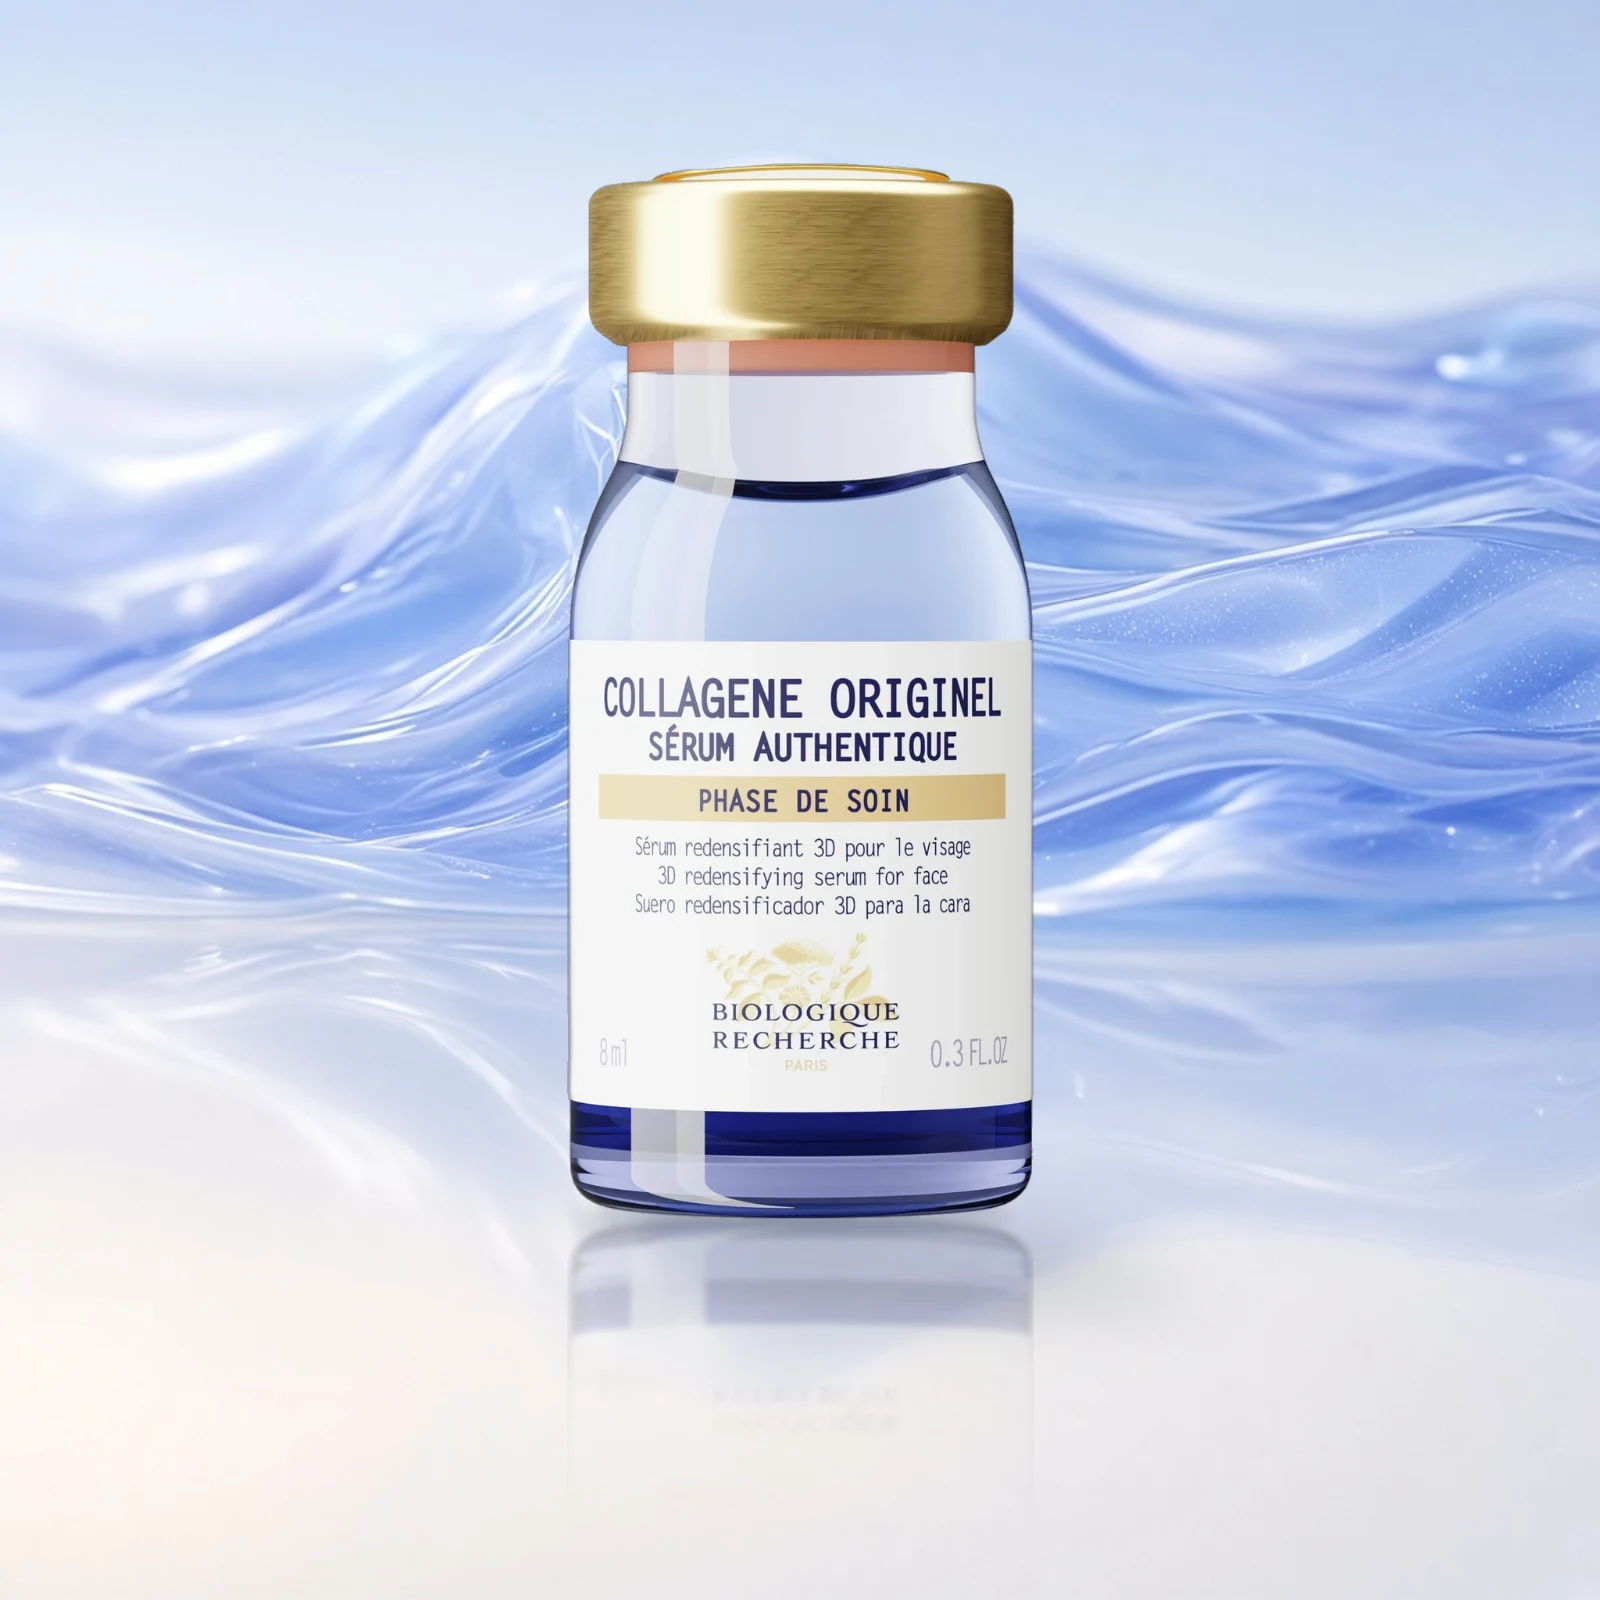 COLLAGENE ORIGINEL
SÉRUM AUTHENTIQUE
PHASE DE SOIN
Sérum redensifiant 3D pour le visage
3D redensifying serum for face
Suero redensificador 3D para la cara
BIOLOGIQUE
RECHERCHE
PARIS
8ml
0.3 FL.OZ